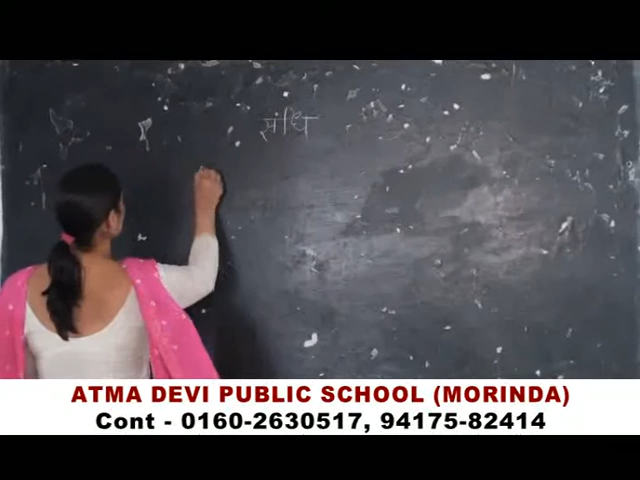 संधि
ATMA DEVI PUBLIC SCHOOL (MORINDA)
Cont - 0160-2630517, 94175-82414